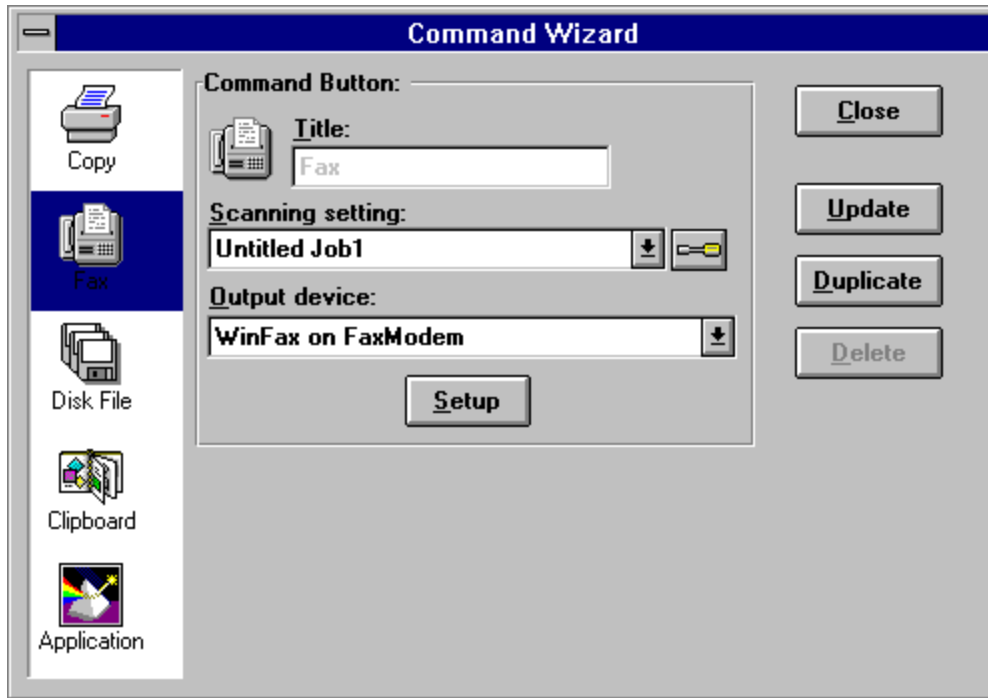 Command Wizard
Copy
Fax
Disk File
Clipboard
Application
Command Button:
Title:
Fax
Scanning setting:
Untitled Job1
Output device:
WinFax on FaxModem
Setup
Close
Update
Duplicate
Delete